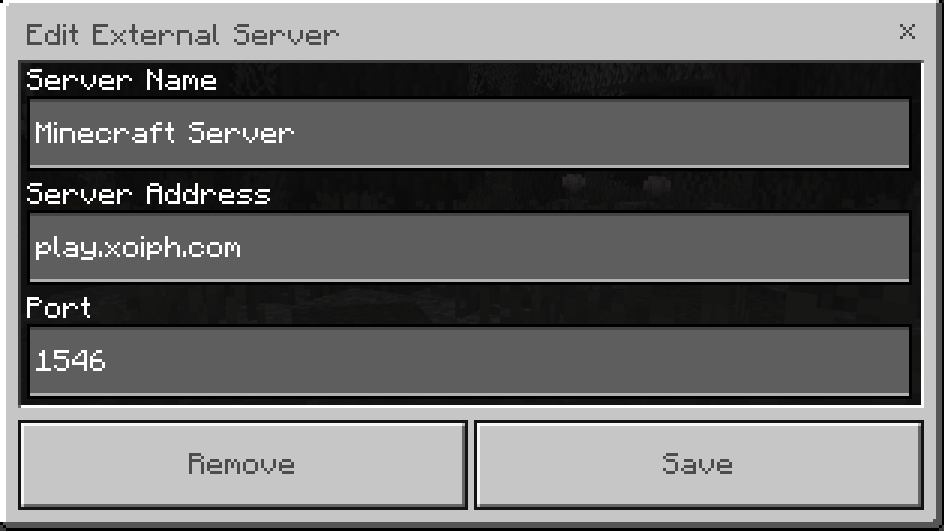 Edit External Server
×
Server Name
Minecraft Server
Server Address
play.xoiph.com
Port
1546
Remove
Save